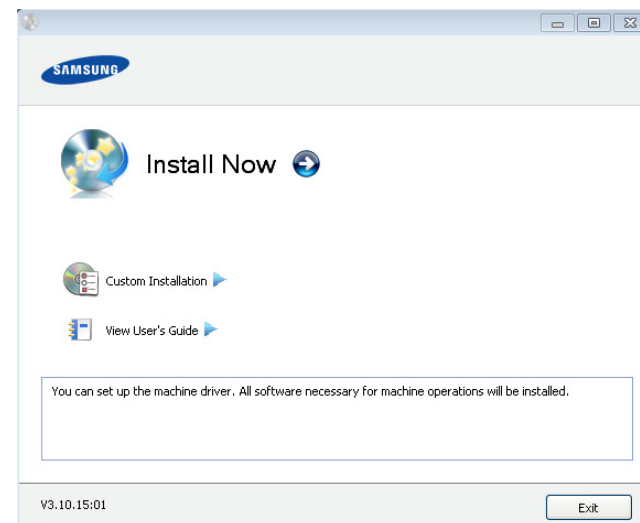 SAMSUNG
Install Now
Custom Installation
View User's Guide
You can set up the machine driver. All software necessary for machine operations will be installed.
V3.10.15:01
Exit